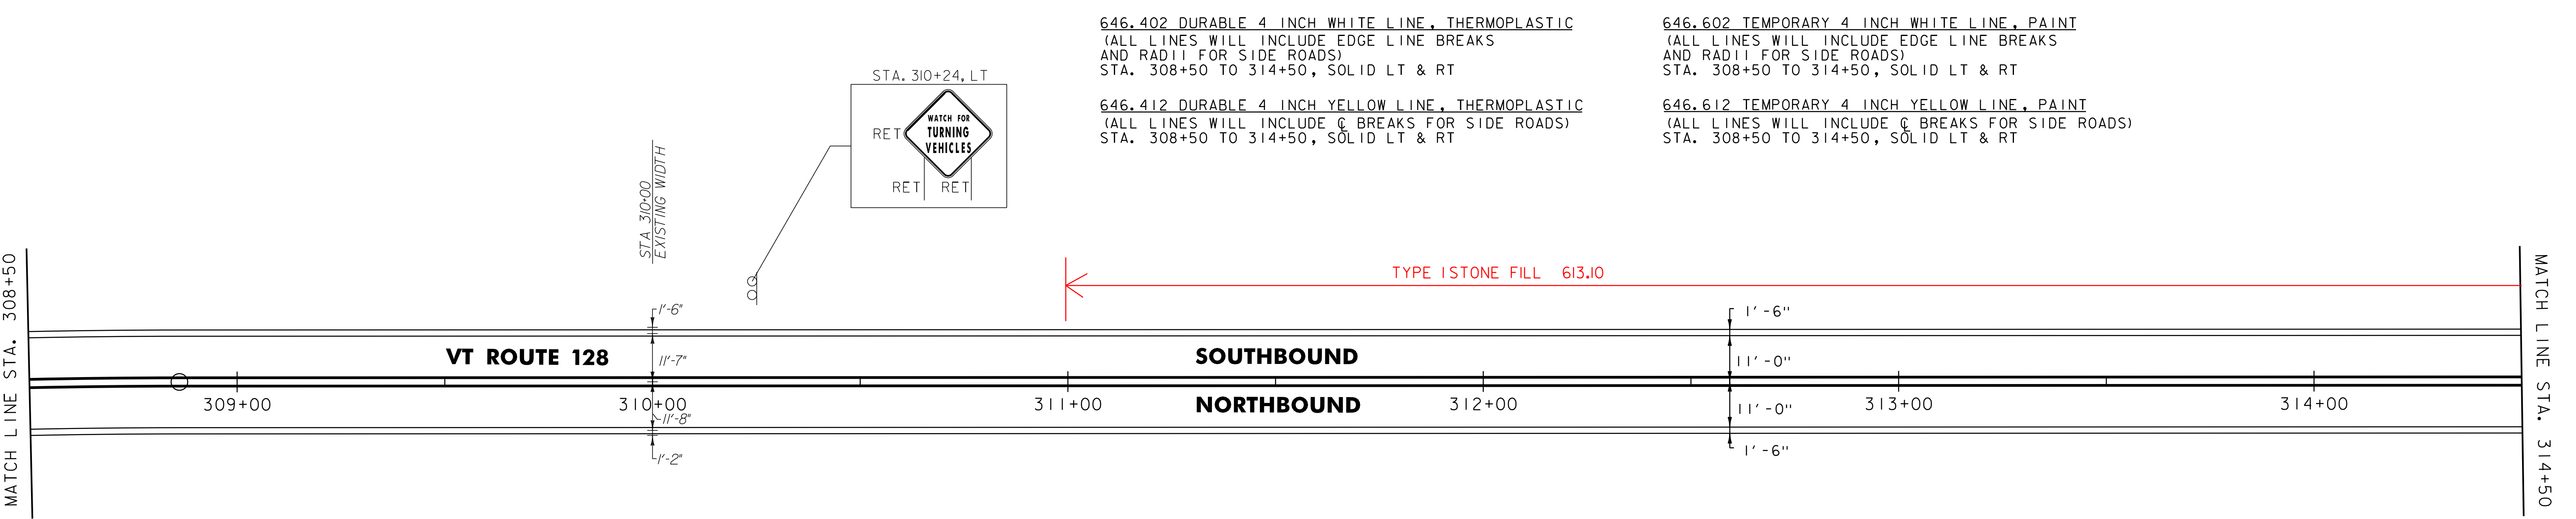 646.402 DURABLE 4 INCH WHITE LINE, THERMOPLASTIC
(ALL LINES WILL INCLUDE EDGE LINE BREAKS
AND RADII FOR SIDE ROADS)
STA. 308+50 TO 314+50, SOLID LT & RT
646.412 DURABLE 4 INCH YELLOW LINE, THERMOPLASTIC
(ALL LINES WILL INCLUDE ℄ BREAKS FOR SIDE ROADS)
STA. 308+50 TO 314+50, SOLID LT & RT
646.602 TEMPORARY 4 INCH WHITE LINE, PAINT
(ALL LINES WILL INCLUDE EDGE LINE BREAKS
AND RADII FOR SIDE ROADS)
STA. 308+50 TO 314+50, SOLID LT & RT
646.612 TEMPORARY 4 INCH YELLOW LINE, PAINT
(ALL LINES WILL INCLUDE ℄ BREAKS FOR SIDE ROADS)
STA. 308+50 TO 314+50, SOLID LT & RT
STA. 310+24, LT
RET
WATCH FOR
TURNING
VEHICLES
RET RET
STA 310+00
EXISTING WIDTH
MATCH LINE STA. 308+50
TYPE I STONE FILL 613.10
MATCH LINE STA. 314+50
1'-6"
1'-6"
VT ROUTE 128
11'-7"
SOUTHBOUND
11'-0"
309+00
310+00
311+00
NORTHBOUND
312+00
313+00
314+00
11'-8"
11'-0"
1'-2"
1'-6"